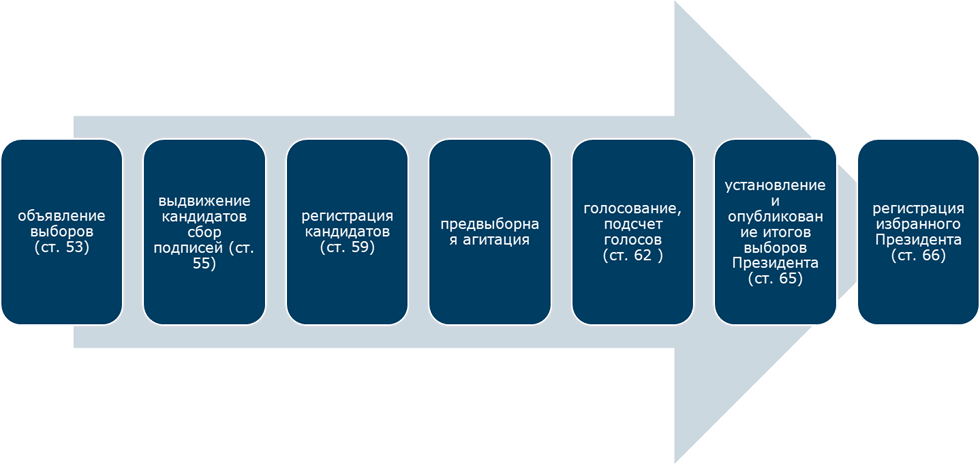 объявление
выборов
(ст. 53)
выдвижение
кандидатов
сбор
подписей (ст.
55)
регистрация
кандидатов
(ст. 59)
предвыборна
я агитация
голосование,
подсчет
голосов
(ст. 62 )
установление
и
опубликован
ие итогов
выборов
Президента
(ст. 65)
регистрация
избранного
Президента
(ст. 66)